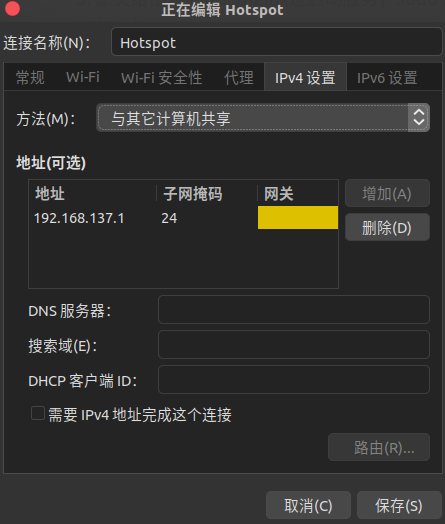 正在编辑 Hotspot
连接名称(N)： Hotspot
常规 Wi-Fi Wi-Fi 安全性 代理 IPv4 设置 IPv6 设置
方法(M)： 与其它计算机共享
地址(可选)
地址 子网掩码 网关 增加(A)
192.168.137.1 24 删除(D)
DNS 服务器：
搜索域(E)：
DHCP 客户端 ID：
需要 IPv4 地址完成这个连接
路由(R)…
取消(C) 保存(S)